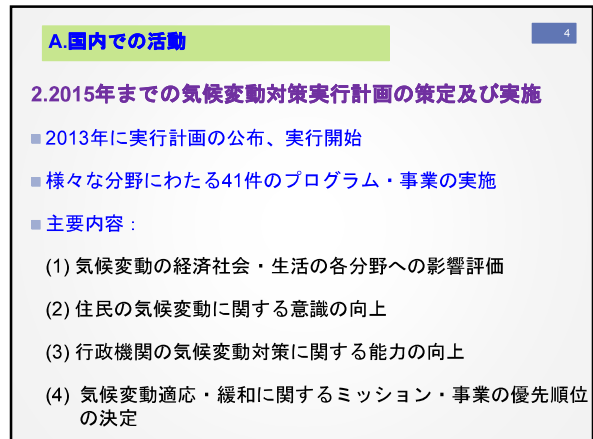 A.国内での活動
4
2.2015年までの気候変動対策実行計画の策定及び実施
2013年に実行計画の公布、実行開始
様々な分野にわたる41件のプログラム・事業の実施
主要内容：
(1) 気候変動の経済社会・生活の各分野への影響評価
(2) 住民の気候変動に関する意識の向上
(3) 行政機関の気候変動対策に関する能力の向上
(4) 気候変動適応・緩和に関するミッション・事業の優先順位
の決定